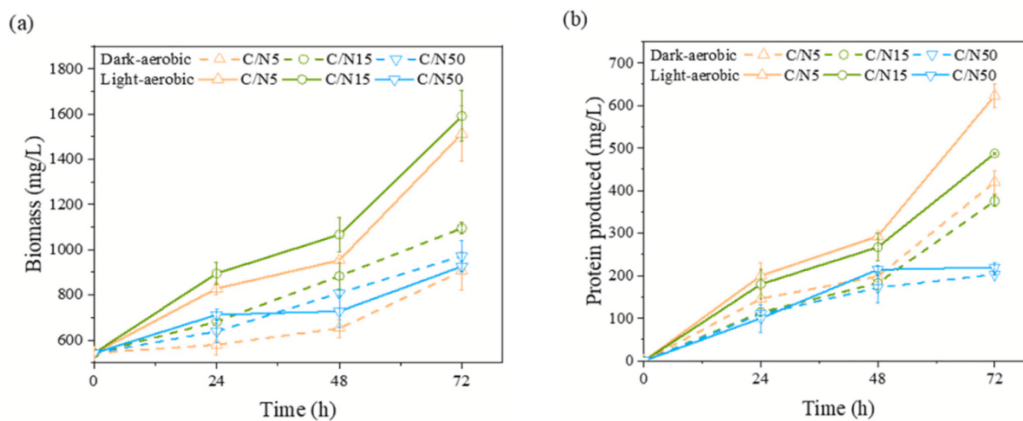 (a)
Dark-aerobic C/N5 C/N15 C/N50
Light-aerobic C/N5 C/N15 C/N50
1800
1600
1400
1200
1000
800
600
Biomass (mg/L)
0 24 48 72
Time (h)
(b)
Dark-aerobic C/N5 C/N15 C/N50
Light-aerobic C/N5 C/N15 C/N50
700
600
500
400
300
200
100
0
Protein produced (mg/L)
0 24 48 72
Time (h)